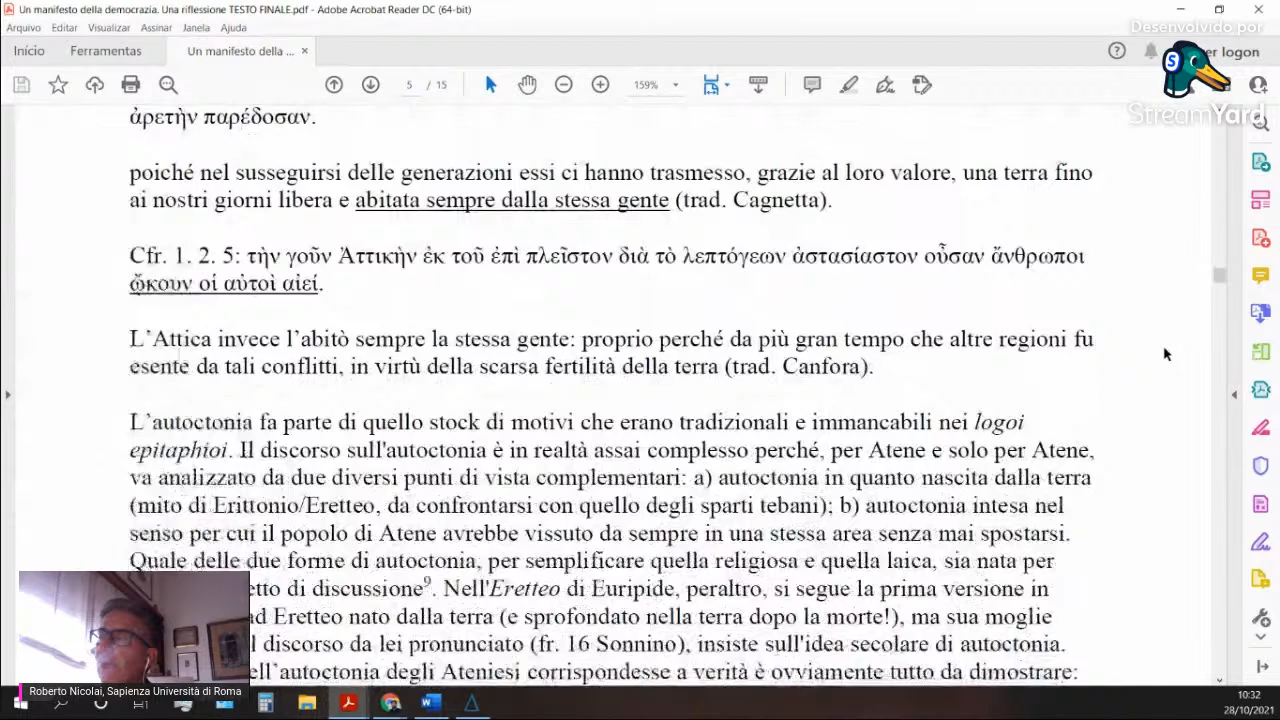 Un manifesto della democrazia. Una riflessione TESTO FINALE.pdf - Adobe Acrobat Reader DC (64-bit)
Desenvolvido por
Arquivo Editar Visualizar Assinar Janela Ajuda
Início Ferramentas Un manifesto della ... × er logon
5 / 15 159%
StreamYard
ἀρετὴν παρέδοσαν.
poiché nel susseguirsi delle generazioni essi ci hanno trasmesso, grazie al loro valore, una terra fino
ai nostri giorni libera e abitata sempre dalla stessa gente (trad. Cagnetta).
Cfr. 1. 2. 5: τὴν γοῦν Ἀττικὴν ἐκ τοῦ ἐπὶ πλεῖστον διὰ τὸ λεπτόγεων ἀστασίαστον οὖσαν ἄνθρωποι
ᾤκουν οἱ αὐτοὶ αἰεί.
L'Attica invece l'abitò sempre la stessa gente: proprio perché da più gran tempo che altre regioni fu
esente da tali conflitti, in virtù della scarsa fertilità della terra (trad. Canfora).
L'autoctonia fa parte di quello stock di motivi che erano tradizionali e immancabili nei logoi
epitaphioi. Il discorso sull'autoctonia è in realtà assai complesso perché, per Atene e solo per Atene,
va analizzato da due diversi punti di vista complementari: a) autoctonia in quanto nascita dalla terra
(mito di Erittonio/Eretteo, da confrontarsi con quello degli sparti tebani); b) autoctonia intesa nel
senso per cui il popolo di Atene avrebbe vissuto da sempre in una stessa area senza mai spostarsi.
Quale delle due forme di autoctonia, per semplificare quella religiosa e quella laica, sia nata per
etto di discussione⁹. Nell'Eretteo di Euripide, peraltro, si segue la prima versione in
ad Eretteo nato dalla terra (e sprofondato nella terra dopo la morte!), ma sua moglie
l discorso da lei pronunciato (fr. 16 Sonnino), insiste sull'idea secolare di autoctonia.
ell'autoctonia degli Ateniesi corrispondesse a verità è ovviamente tutto da dimostrare:
Roberto Nicolai, Sapienza Università di Roma
10:32
28/10/2021